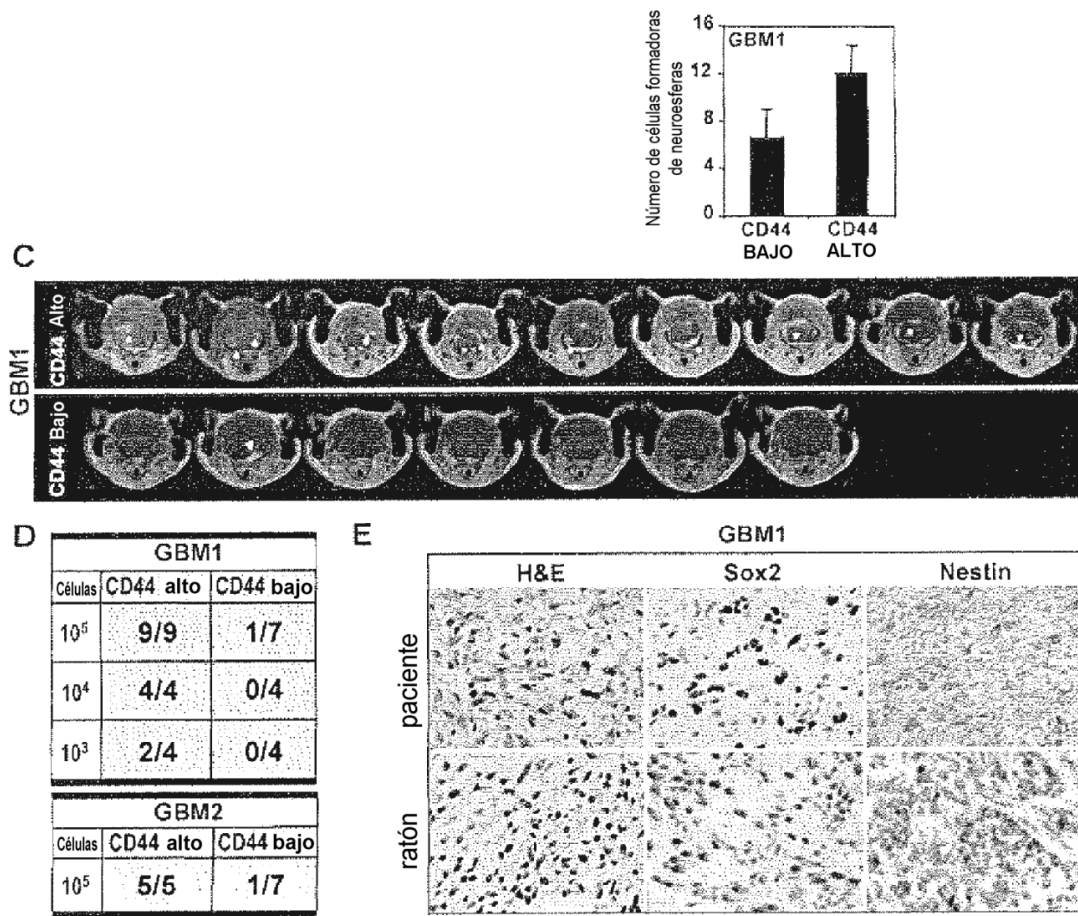 16
12
8
4
0
GBM1
Número de células formadoras
de neuroesferas
CD44
BAJO
CD44
ALTO
C
GBM1
CD44 Alto
CD44 Bajo
D
GBM1
Células CD44 alto CD44 bajo
10⁵ 9/9 1/7
10⁴ 4/4 0/4
10³ 2/4 0/4
GBM2
Células CD44 alto CD44 bajo
10⁵ 5/5 1/7
E
GBM1
H&E Sox2 Nestin
paciente
ratón